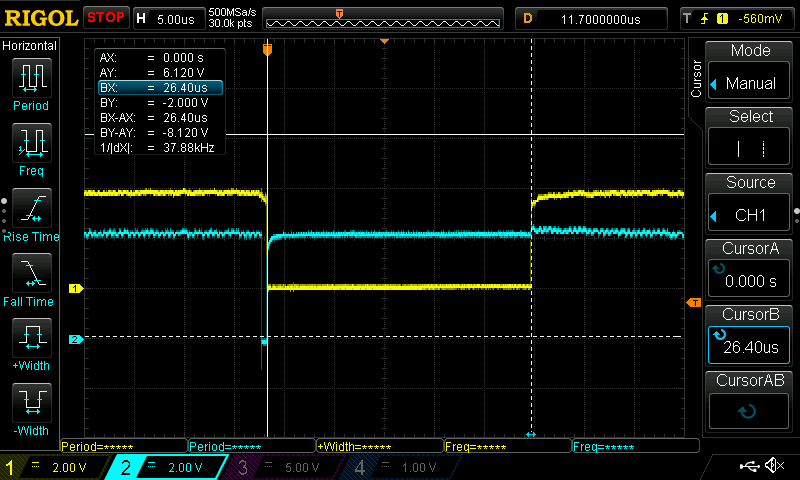 RIGOL STOP H 5.00us 500MSa/s 30.0k pts T D 11.7000000us T 1 -560mV
Horizontal
Period
Freq
Rise Time
Fall Time
+Width
-Width
T
AX: = 0.000 s
AY: = 6.120 V
BX: = 26.40us
BY: = -2.000 V
BX-AX: = 26.40us
BY-AY: = -8.120 V
1/|dX|: = 37.88kHz
1
2
T
Cursor
Mode
Manual
Select
Source
CH1
CursorA
0.000 s
CursorB
26.40us
CursorAB
Period=***** Period=***** +Width=***** Freq=***** Freq=*****
1 = 2.00 V 2 = 2.00 V 3 = 5.00 V 4 = 1.00 V